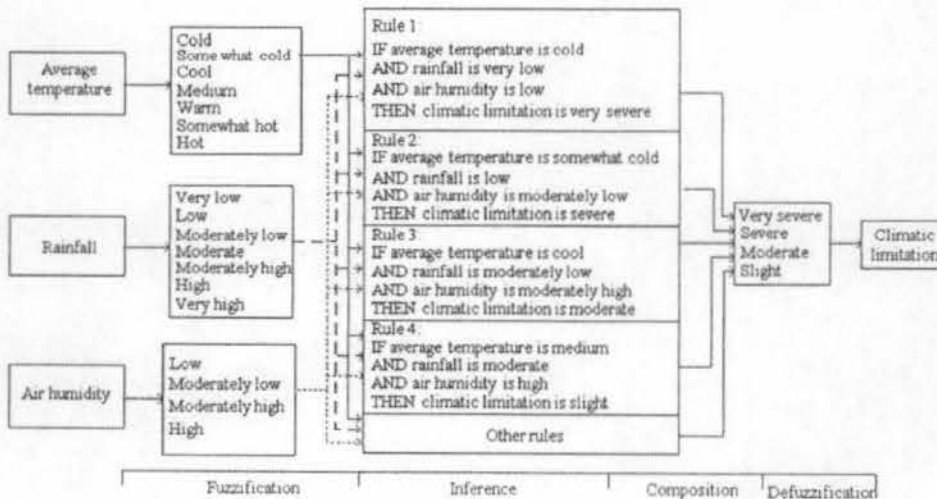 Average
temperature
Cold
Some what cold
Cool
Medium
Warm
Somewhat hot
Hot
Rainfall
Very low
Low
Moderately low
Moderate
Moderately high
High
Very high
Air humidity
Low
Moderately low
Moderately high
High
Rule 1:
IF average temperature is cold
AND rainfall is very low
AND air humidity is low
THEN climatic limitation is very severe
Rule 2:
IF average temperature is somewhat cold
AND rainfall is low
AND air humidity is moderately low
THEN climatic limitation is severe
Rule 3:
IF average temperature is cool
AND rainfall is moderately low
AND air humidity is moderately high
THEN climatic limitation is moderate
Rule 4:
IF average temperature is medium
AND rainfall is moderate
AND air humidity is high
THEN climatic limitation is slight
Other rules
Very severe
Severe
Moderate
Slight
Climatic
limitation
Fuzzification
Inference
Composition
Defuzzification